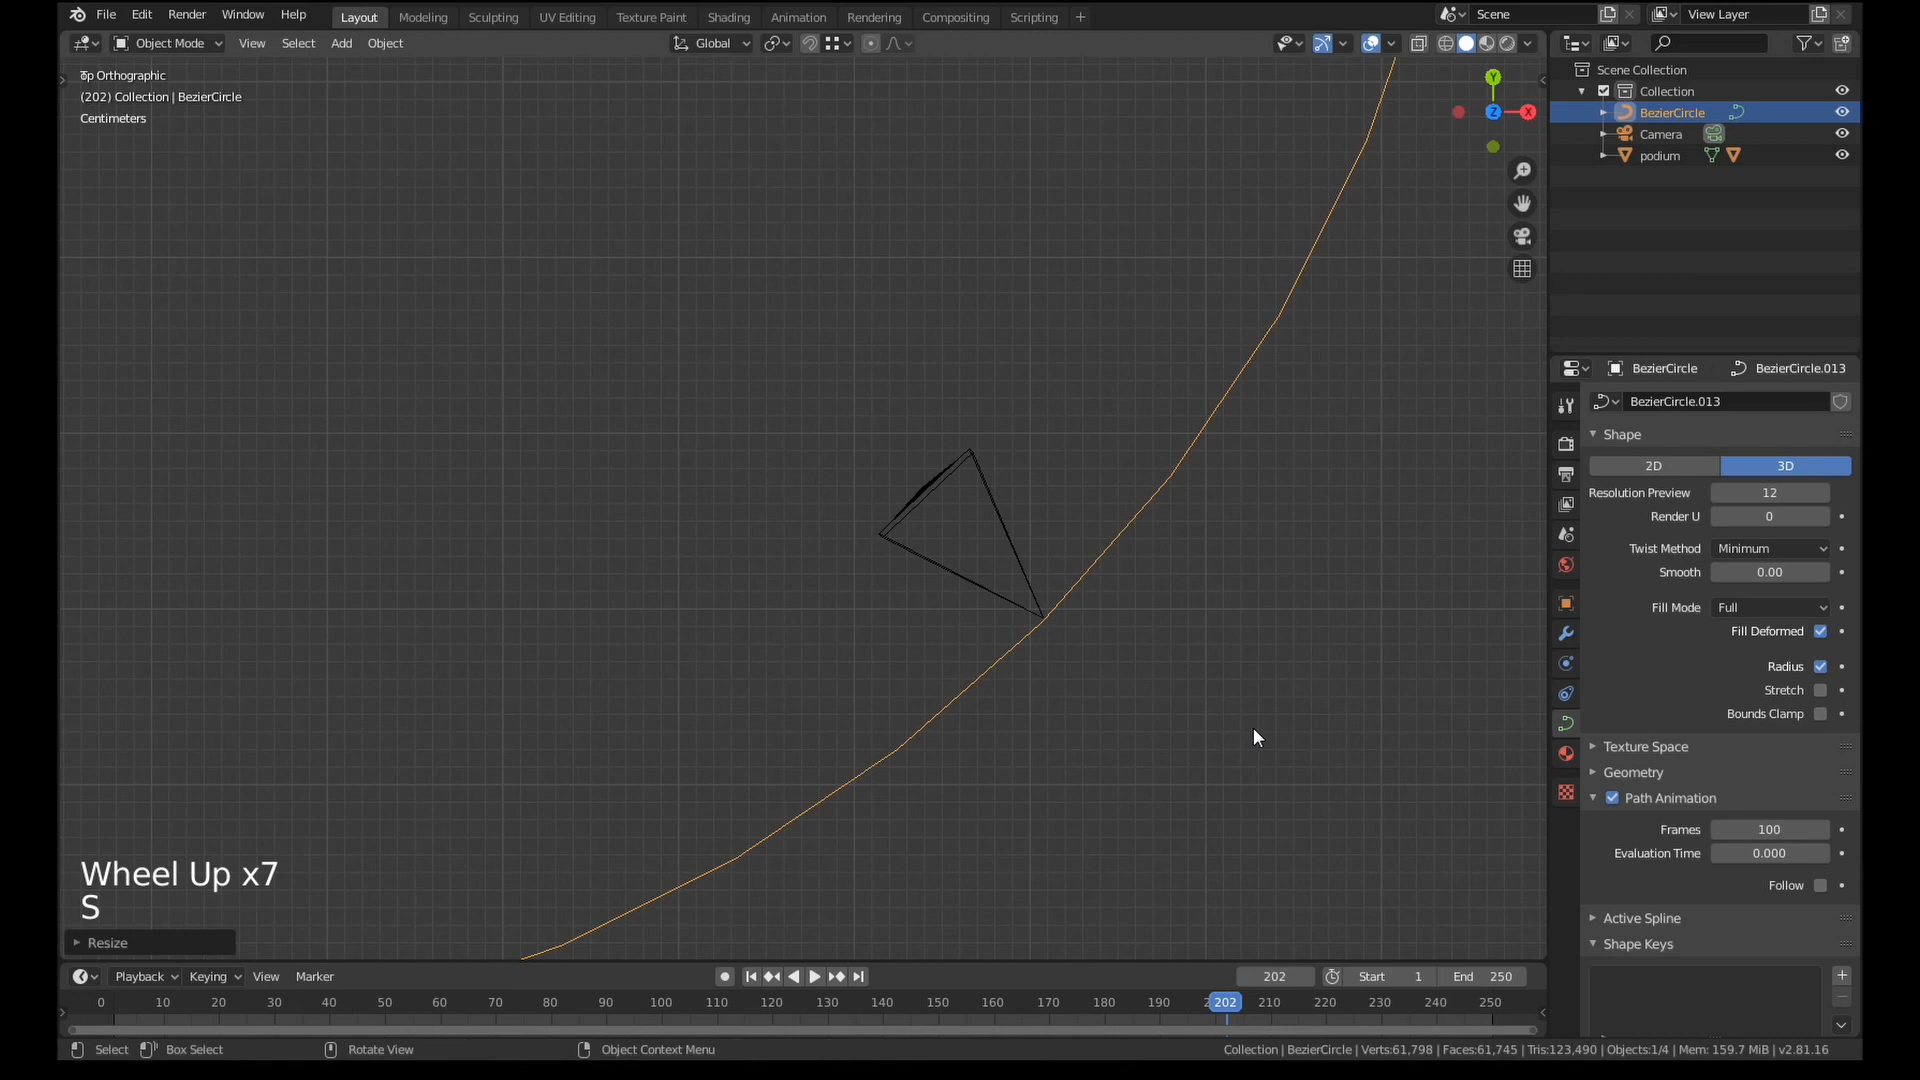 File Edit Render Window Help Layout Modeling Sculpting UV Editing Texture Paint Shading Animation Rendering Compositing Scripting + Scene View Layer
Object Mode View Select Add Object Global
Top Orthographic
(202) Collection | BezierCircle
Centimeters
Y
Z X
Scene Collection
Collection
BezierCircle
Camera
podium
BezierCircle BezierCircle.013
BezierCircle.013
Shape
2D 3D
Resolution Preview 12
Render U 0
Twist Method Minimum
Smooth 0.00
Fill Mode Full
Fill Deformed
Radius
Stretch
Bounds Clamp
Texture Space
Geometry
Path Animation
Frames 100
Evaluation Time 0.000
Follow
Active Spline
Shape Keys
Wheel Up x7
S
Resize
Playback Keying View Marker 202 Start 1 End 250
0 10 20 30 40 50 60 70 80 90 100 110 120 130 140 150 160 170 180 190 202 210 220 230 240 250
Select Box Select Rotate View Object Context Menu Collection | BezierCircle | Verts:61,798 | Faces:61,745 | Tris:123,490 | Objects:1/4 | Mem: 159.7 MiB | v2.81.16